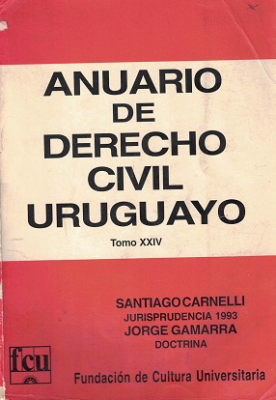 ANUARIO
DE
DERECHO
CIVIL
URUGUAYO
Tomo XXIV
SANTIAGO CARNELLI
JURISPRUDENCIA 1993
JORGE GAMARRA
DOCTRINA
fcu
Fundación de Cultura Universitaria